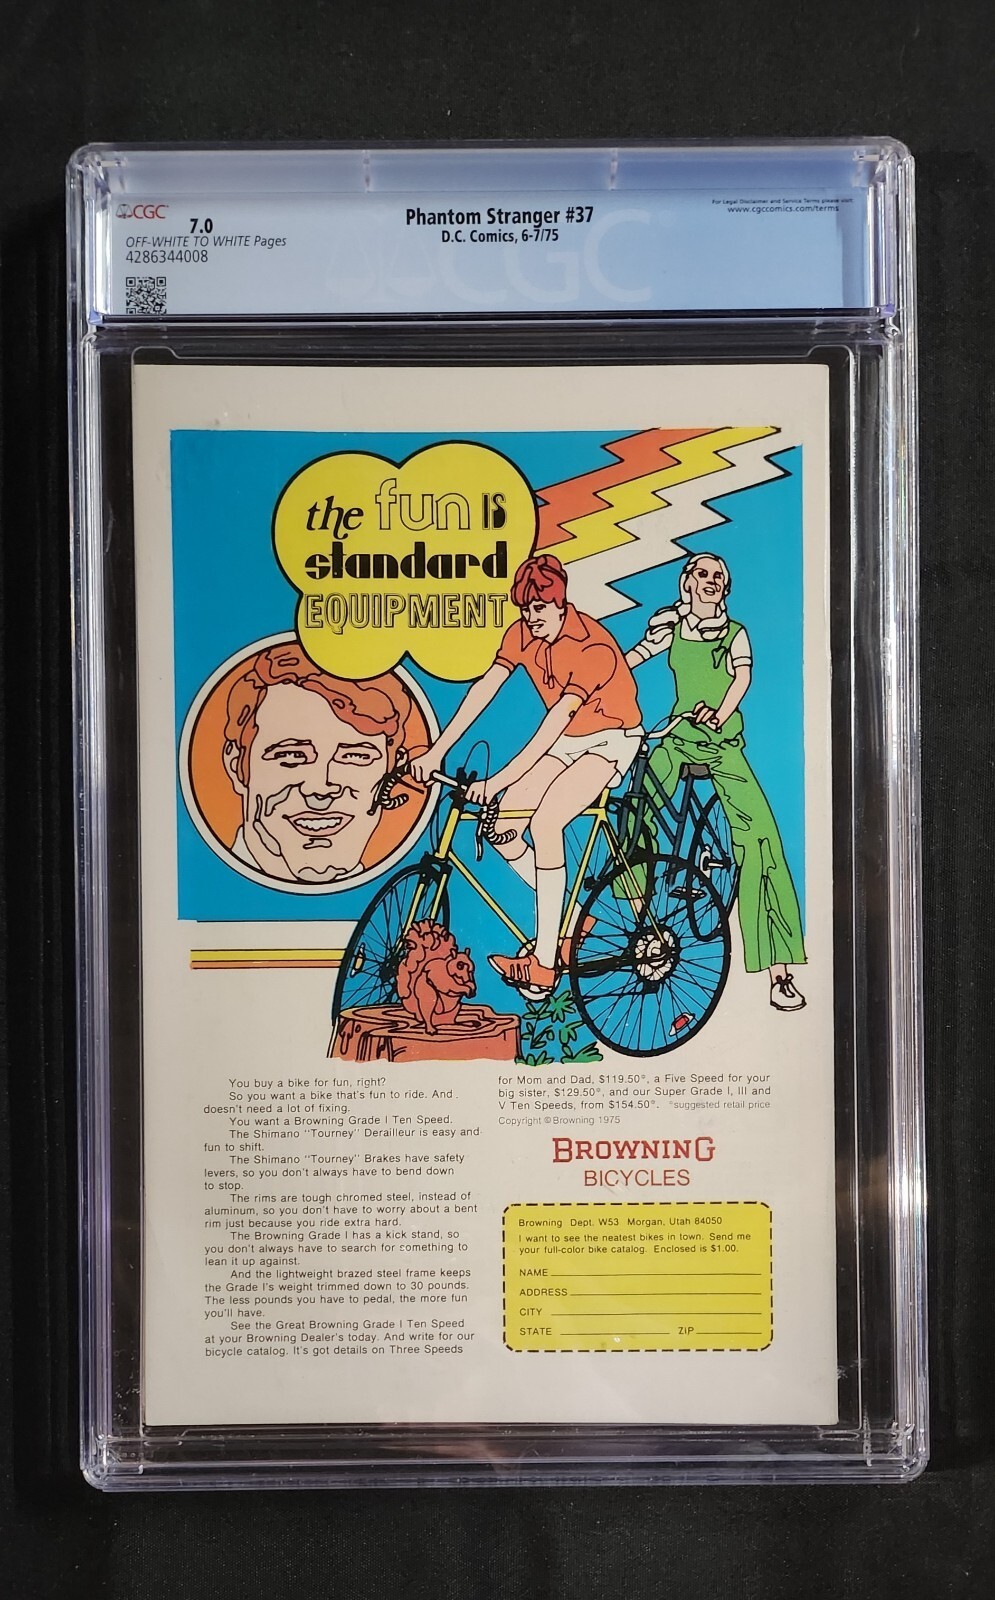 CGC
7.0
OFF-WHITE TO WHITE Pages
4286344008
Phantom Stranger #37
D.C. Comics, 6-7/75
For Legal Disclaimer and Service Terms please visit
www.cgccomics.com/terms
CGC
the fun IS
standard
EQUIPMENT
You buy a bike for fun, right?
So you want a bike that's fun to ride. And
doesn't need a lot of fixing.
You want a Browning Grade I Ten Speed.
The Shimano "Tourney" Derailleur is easy and
fun to shift.
The Shimano "Tourney" Brakes have safety
levers, so you don't always have to bend down
to stop.
The rims are tough chromed steel, instead of
aluminum, so you don't have to worry about a bent
rim just because you ride extra hard.
The Browning Grade I has a kick stand, so
you don't always have to search for something to
lean it up against.
And the lightweight brazed steel frame keeps
the Grade I's weight trimmed down to 30 pounds.
The less pounds you have to pedal, the more fun
you'll have.
See the Great Browning Grade I Ten Speed
at your Browning Dealer's today. And write for our
bicycle catalog. It's got details on Three Speeds
for Mom and Dad, $119.50*, a Five Speed for your
big sister, $129.50*, and our Super Grade I, III and
V Ten Speeds, from $154.50*. *suggested retail price
Copyright © Browning 1975
BROWNING
BICYCLES
Browning Dept. W53 Morgan, Utah 84050
I want to see the neatest bikes in town. Send me
your full-color bike catalog. Enclosed is $1.00.
NAME
ADDRESS
CITY
STATE ZIP